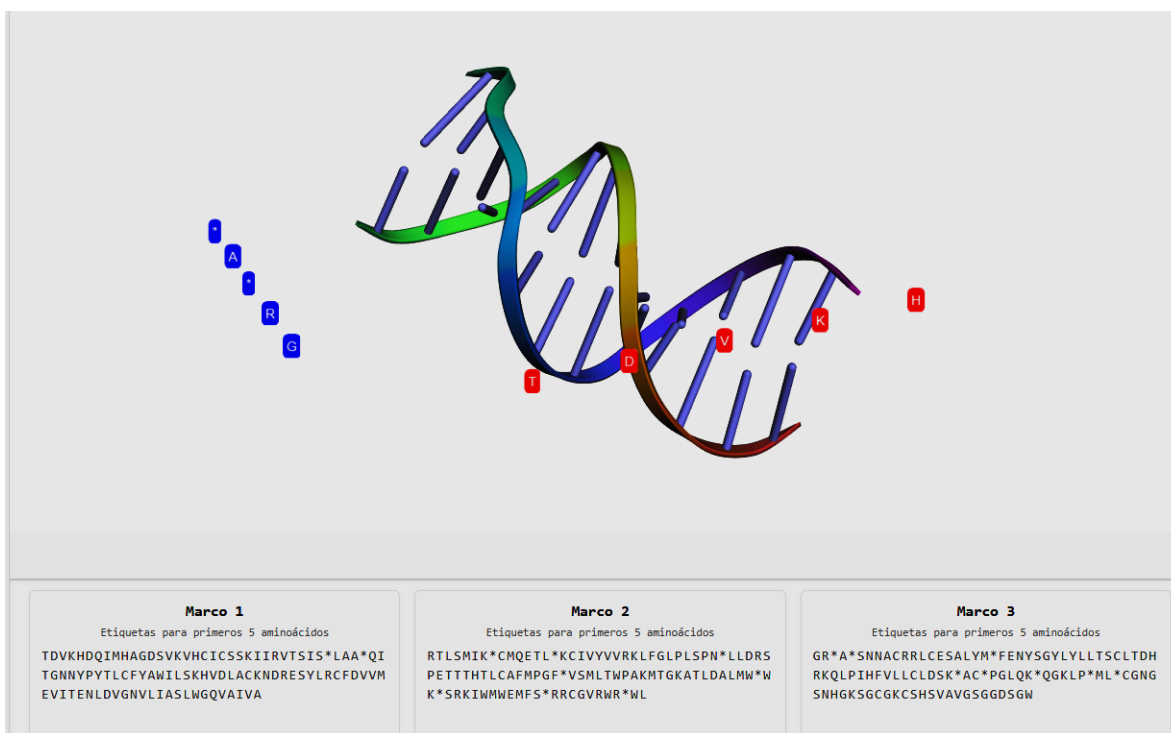 *
A
*
R
G
T
D
V
K
H
Marco 1
Etiquetas para primeros 5 aminoácidos
TDVKHDQIMHAGDSVKVHCICSSKIIRVTSIS*LAA*QI
TGNNYPYTLCFYAWILSKHVDLACKNDRESYLRCFDVVM
EVITENLDVGNVLIASLWGQVAIVA
Marco 2
Etiquetas para primeros 5 aminoácidos
RTLSMIK*CMQETL*KCIVYVVRKLFGLPLSPN*LLDRS
PETTTHTLCAFMPGF*VSMLTWPAKMTGKATLDALMW*W
K*SRKIWMWEMFS*RRCGVRWR*WL
Marco 3
Etiquetas para primeros 5 aminoácidos
GR*A*SNNACRRLCESALYM*FENYSGYLYLLTSCLTDH
RKQLPIHFVLLCLDSK*AC*PGLQK*QGKLP*ML*CGNG
SNHGKSGCGKCSHSVAVGSGGDSGW